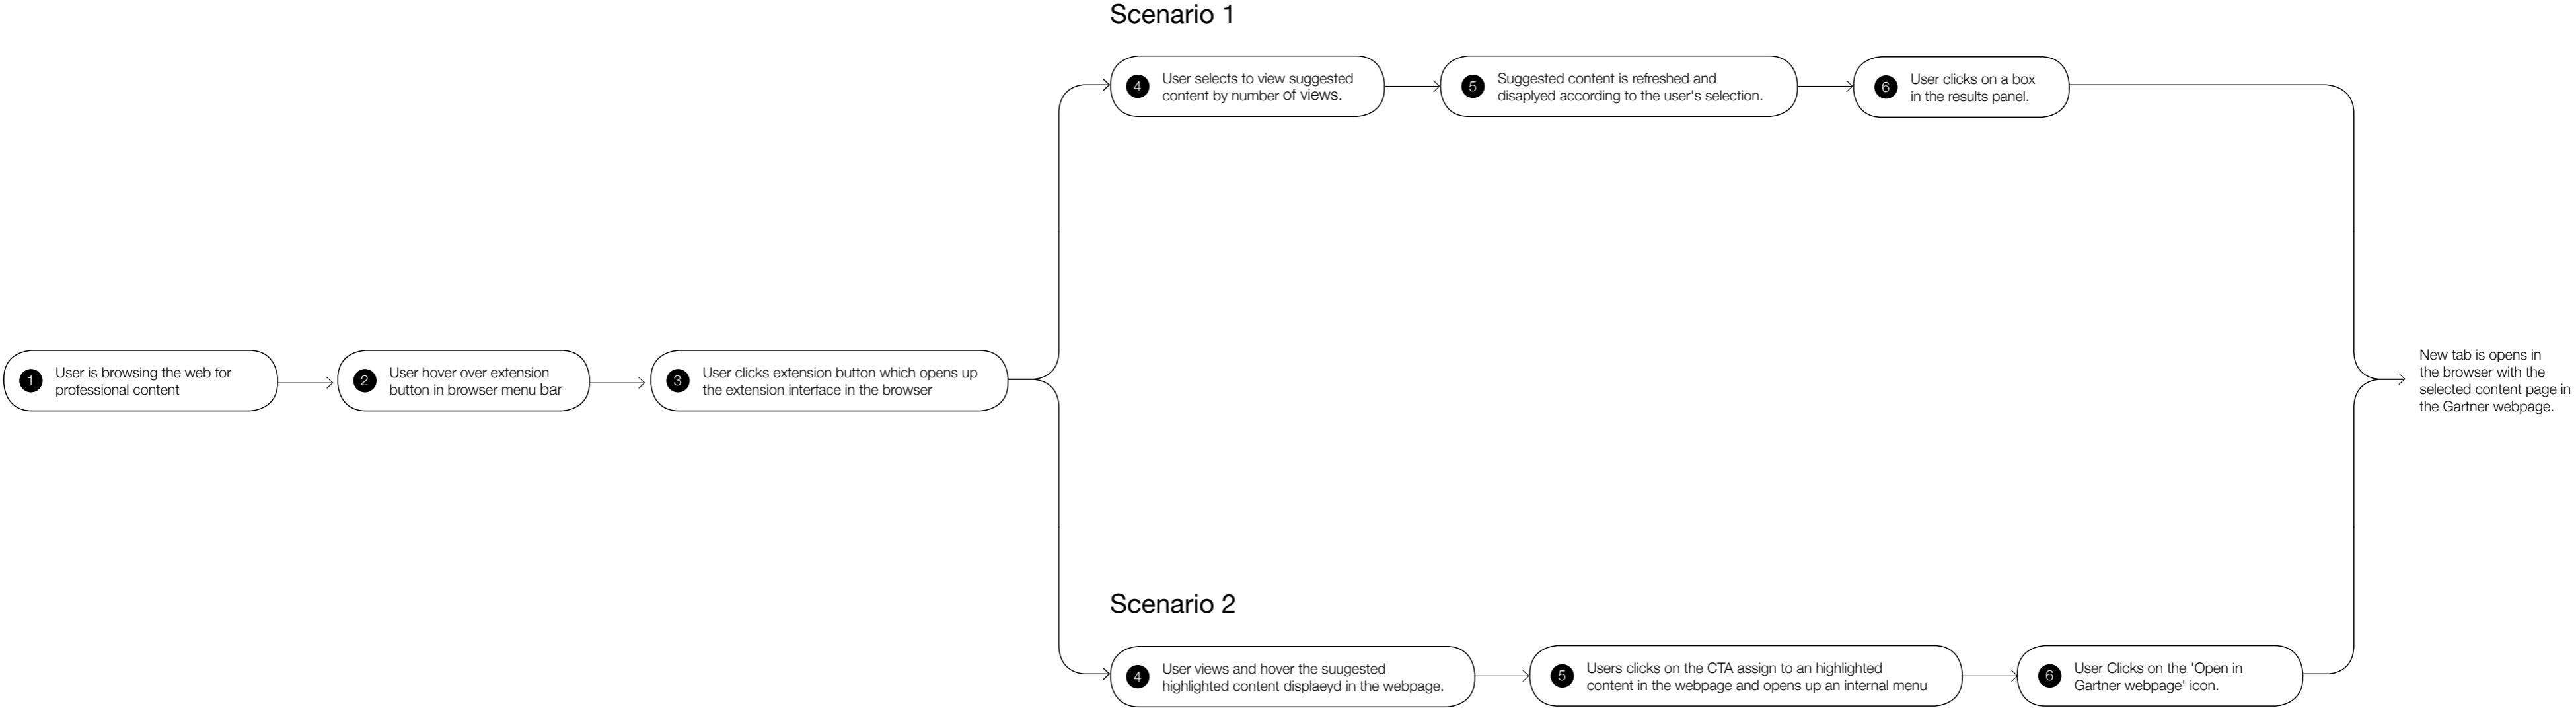 Scenario 1
4
User selects to view suggested
content by number of views.
5
Suggested content is refreshed and
disaplyed according to the user's selection.
6
User clicks on a box
in the results panel.
1
User is browsing the web for
professional content
2
User hover over extension
button in browser menu bar
3
User clicks extension button which opens up
the extension interface in the browser
New tab is opens in
the browser with the
selected content page in
the Gartner webpage.
Scenario 2
4
User views and hover the suugested
highlighted content displaeyd in the webpage.
5
Users clicks on the CTA assign to an highlighted
content in the webpage and opens up an internal menu
6
User Clicks on the 'Open in
Gartner webpage' icon.